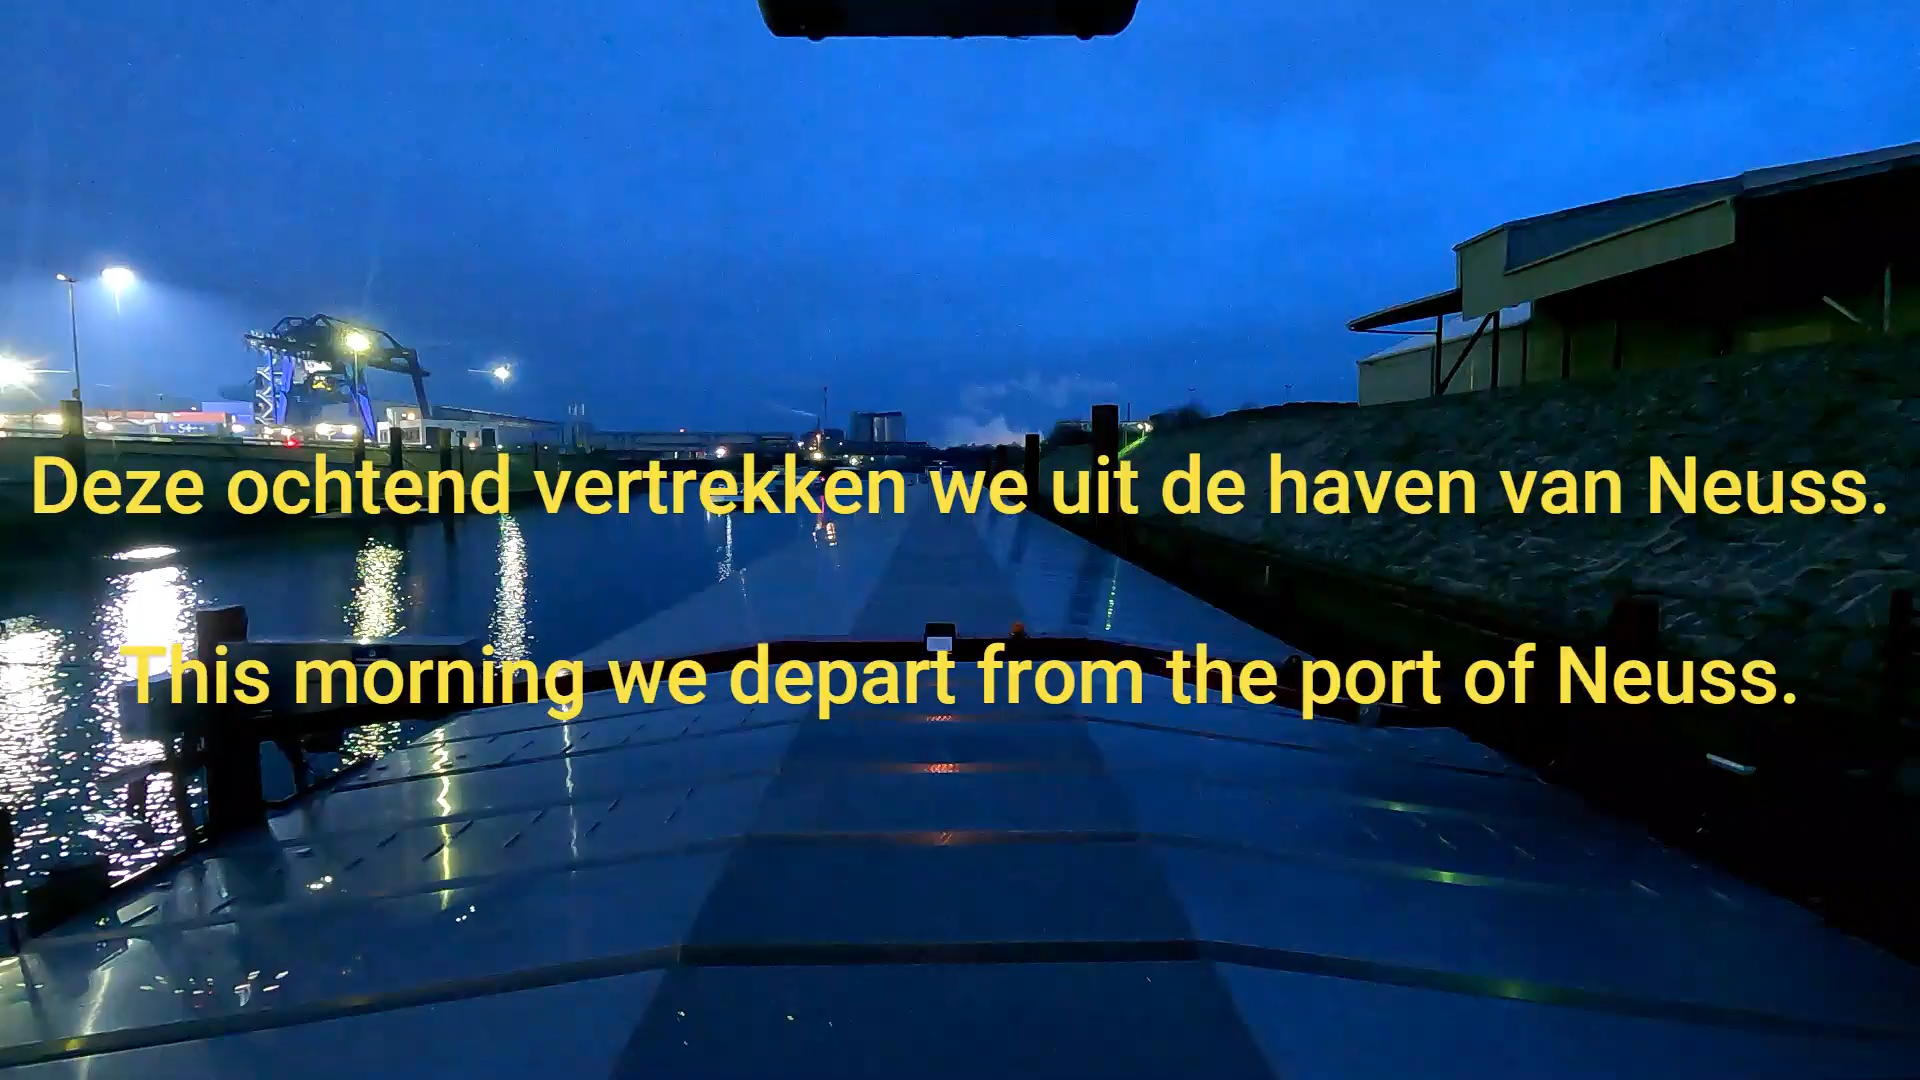 Deze ochtend vertrekken we uit de haven van Neuss.
This morning we depart from the port of Neuss.